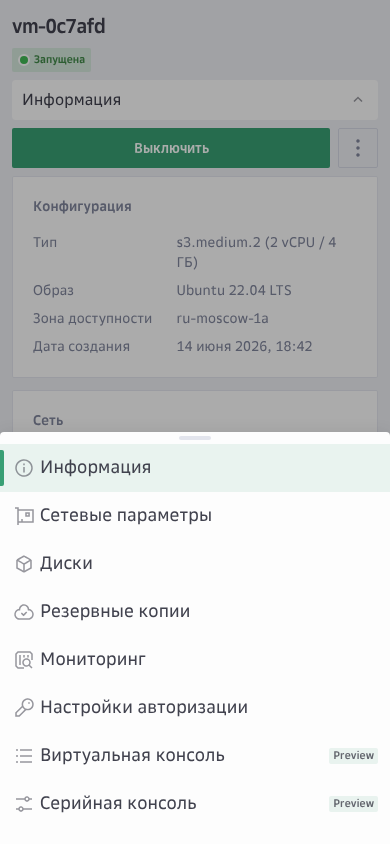 vm-0c7afd
Запущена
Информация
Выключить
Конфигурация
Тип s3.medium.2 (2 vCPU / 4
ГБ)
Образ Ubuntu 22.04 LTS
Зона доступности ru-moscow-1a
Дата создания 14 июня 2026, 18:42
Сеть
Информация
Сетевые параметры
Диски
Резервные копии
Мониторинг
Настройки авторизации
Виртуальная консоль Preview
Серийная консоль Preview